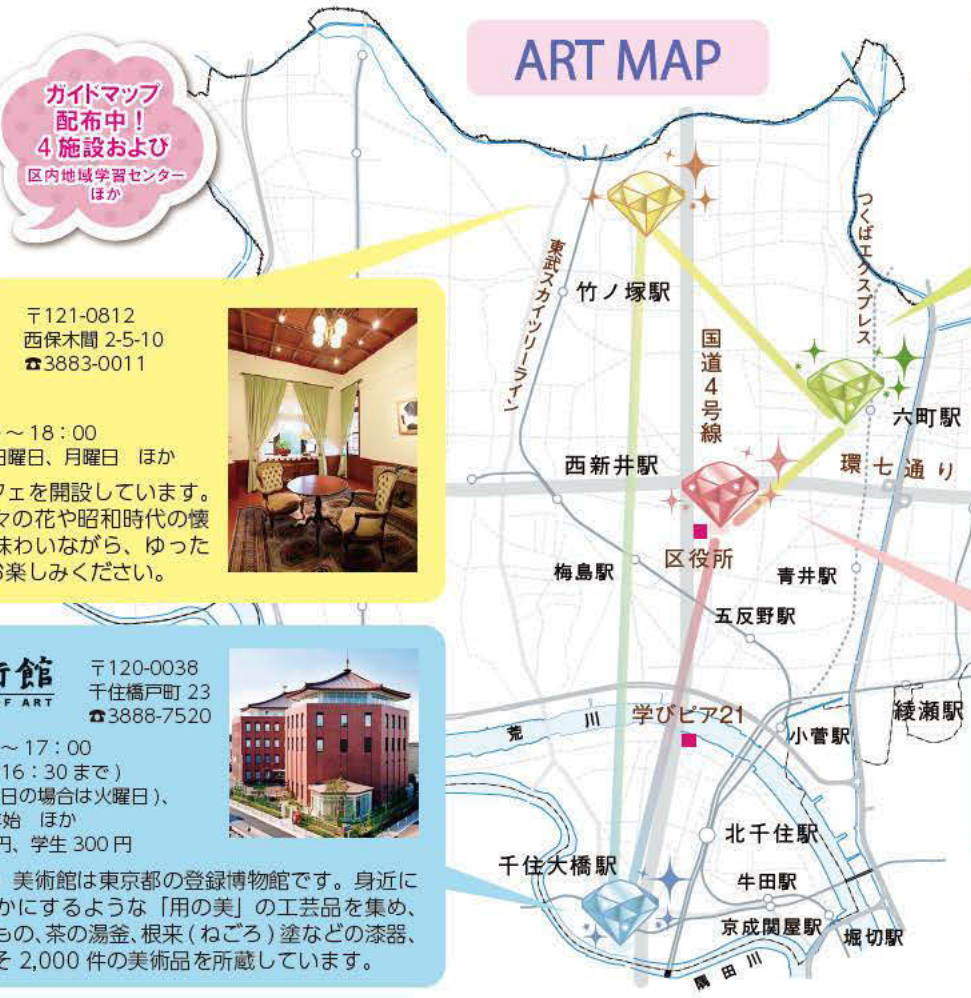 ART MAP
ガイドマップ
配布中！
4施設および
区内地域学習センター
ほか
〒121-0812
西保木間 2-5-10
☎3883-0011
～18：00
日曜日、月曜日　ほか
フェを開設しています。
々の花や昭和時代の懐
味わいながら、ゆった
お楽しみください。
術館
OF ART
〒120-0038
千住橋戸町 23
☎3888-7520
～17：00
16：30まで)
日の場合は火曜日)、
年始　ほか
円、学生 300 円
美術館は東京都の登録博物館です。身近に
かにするような「用の美」の工芸品を集め、
もの、茶の湯釜、根来(ねごろ)塗などの漆器、
そ 2,000 件の美術品を所蔵しています。
つくばエクスプレス
東武スカイツリーライン
竹ノ塚駅
国道4号線
六町駅
西新井駅
環七通り
区役所
梅島駅
青井駅
五反野駅
荒川
学びピア21
小菅駅
綾瀬駅
北千住駅
千住大橋駅
牛田駅
京成関屋駅
堀切駅
隅田川